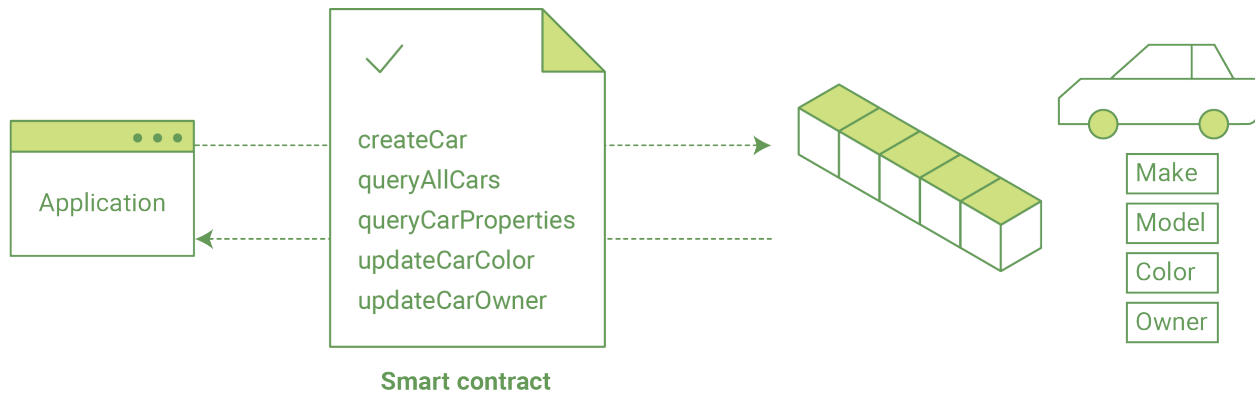 Application
createCar
queryAllCars
queryCarProperties
updateCarColor
updateCarOwner
Smart contract
Make
Model
Color
Owner